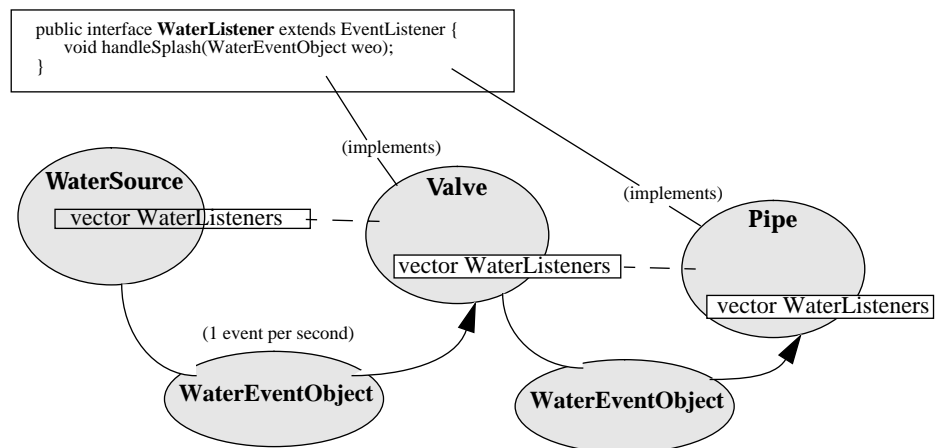 public interface WaterListener extends EventListener {
void handleSplash(WaterEventObject weo);
}
(implements)
WaterSource
Valve
(implements)
vector WaterListeners
Pipe
vector WaterListeners
vector WaterListeners
(1 event per second)
WaterEventObject
WaterEventObject